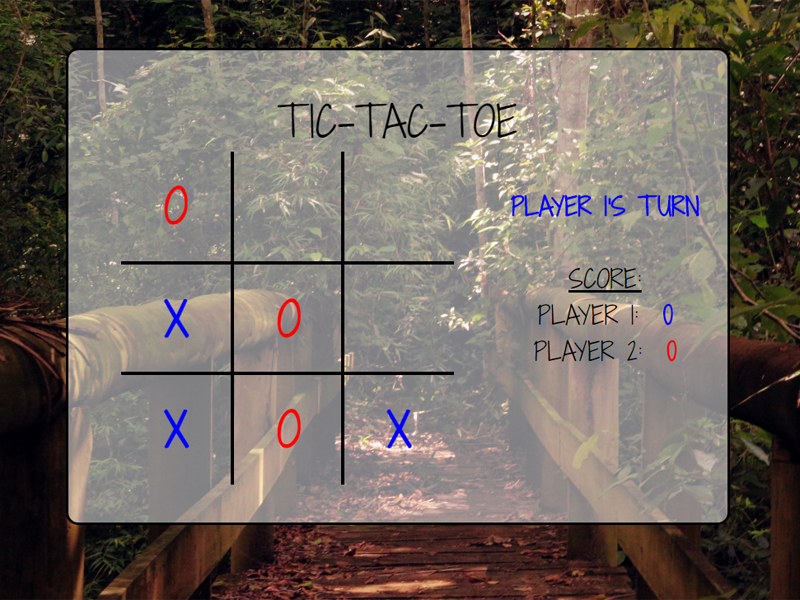 TIC-TAC-TOE
O
PLAYER 1'S TURN
SCORE:
X O
PLAYER 1: 0
PLAYER 2: 0
X O X